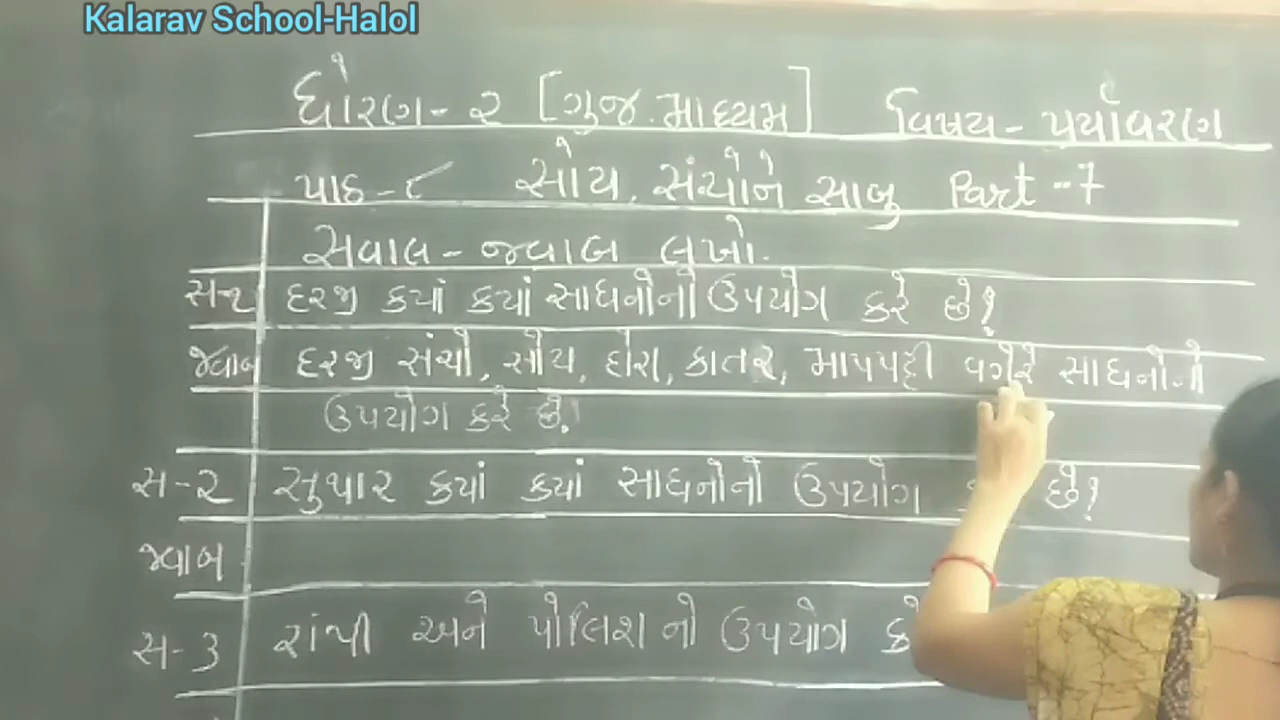 Kalarav School-Halol
ધોરણ - ૨ [ગુજ. માધ્યમ] વિષય - પર્યાવરણ
પાઠ - ૮ સોય, સંચોને સાબુ Part - 7
સવાલ - જવાબ લખો.
સ-૧ દરજી કયાં કયાં સાધનોનો ઉપયોગ કરે છે?
જવાબ દરજી સંચો, સોય, દોરા, કાતર, માપપટ્ટી વગેરે સાધનોનો
ઉપયોગ કરે છે.
સ-૨ સુથાર કયાં કયાં સાધનોનો ઉપયોગ છે?
જવાબ
સ-૩ રાંપી અને પોલિશ નો ઉપયોગ